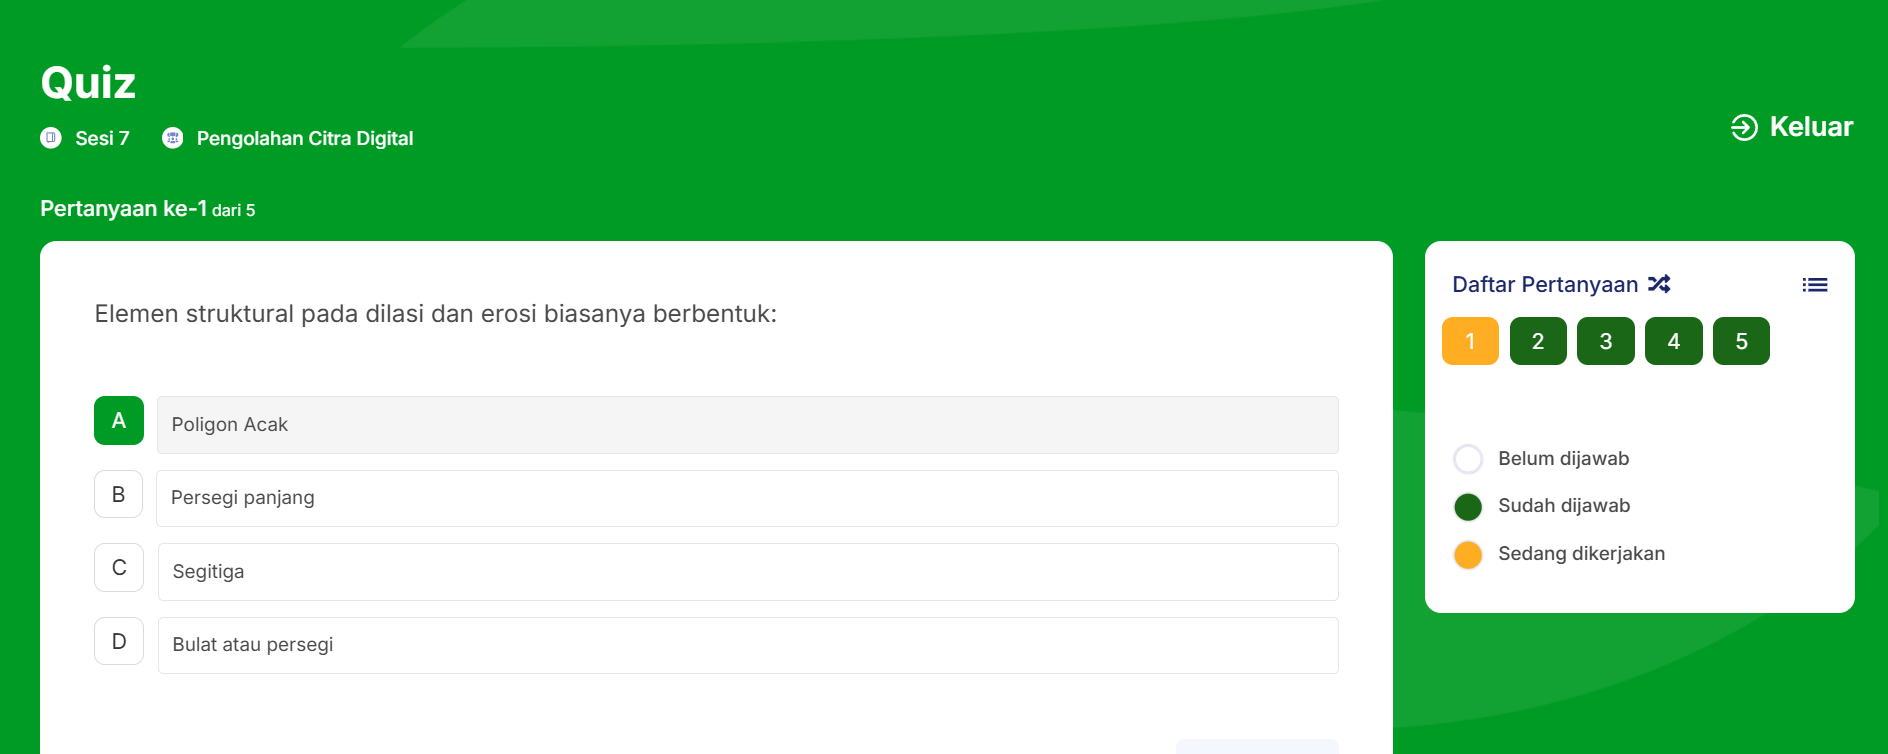 Quiz
Sesi 7 Pengolahan Citra Digital
Keluar
Pertanyaan ke-1 dari 5
Elemen struktural pada dilasi dan erosi biasanya berbentuk:
A Poligon Acak
B Persegi panjang
C Segitiga
D Bulat atau persegi
Daftar Pertanyaan
1 2 3 4 5
Belum dijawab
Sudah dijawab
Sedang dikerjakan